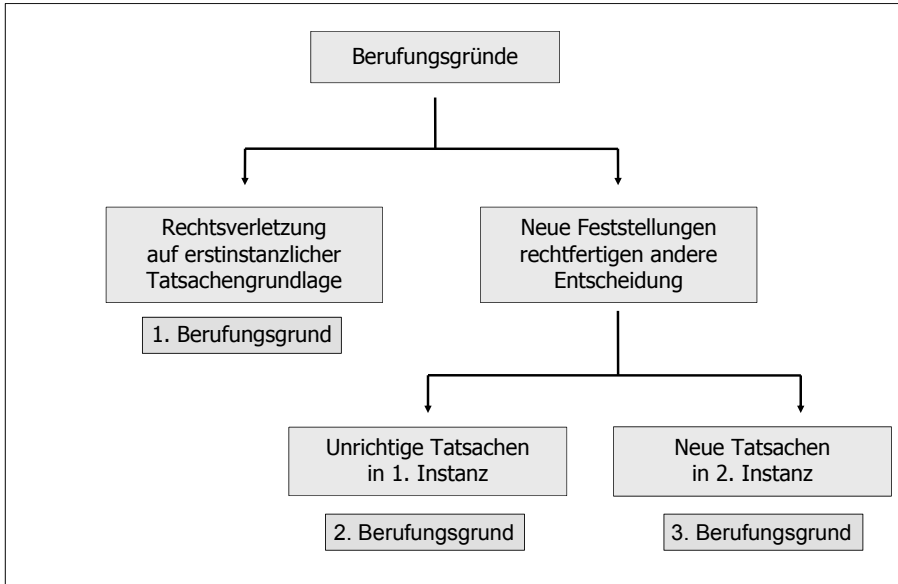 Berufungsgründe
Rechtsverletzung
auf erstinstanzlicher
Tatsachengrundlage
1. Berufungsgrund
Neue Feststellungen
rechtfertigen andere
Entscheidung
Unrichtige Tatsachen
in 1. Instanz
2. Berufungsgrund
Neue Tatsachen
in 2. Instanz
3. Berufungsgrund